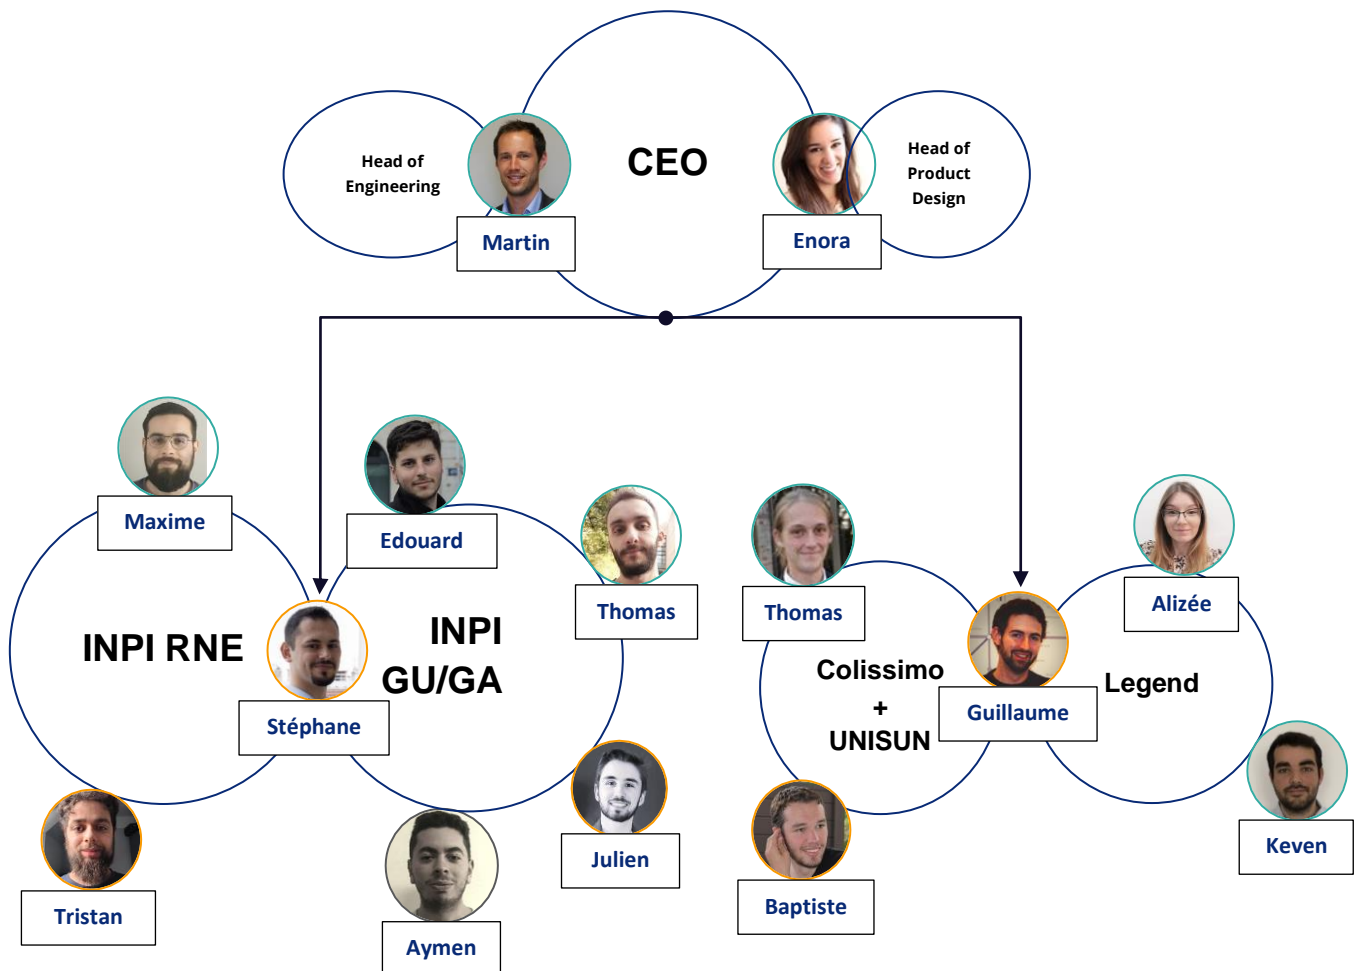 Head of
Engineering
CEO
Head of
Product
Design
Martin
Enora
Maxime
Edouard
Thomas
Thomas
Alizée
INPI RNE
INPI
GU/GA
Stéphane
Colissimo
+
UNISUN
Guillaume
Legend
Julien
Keven
Tristan
Aymen
Baptiste